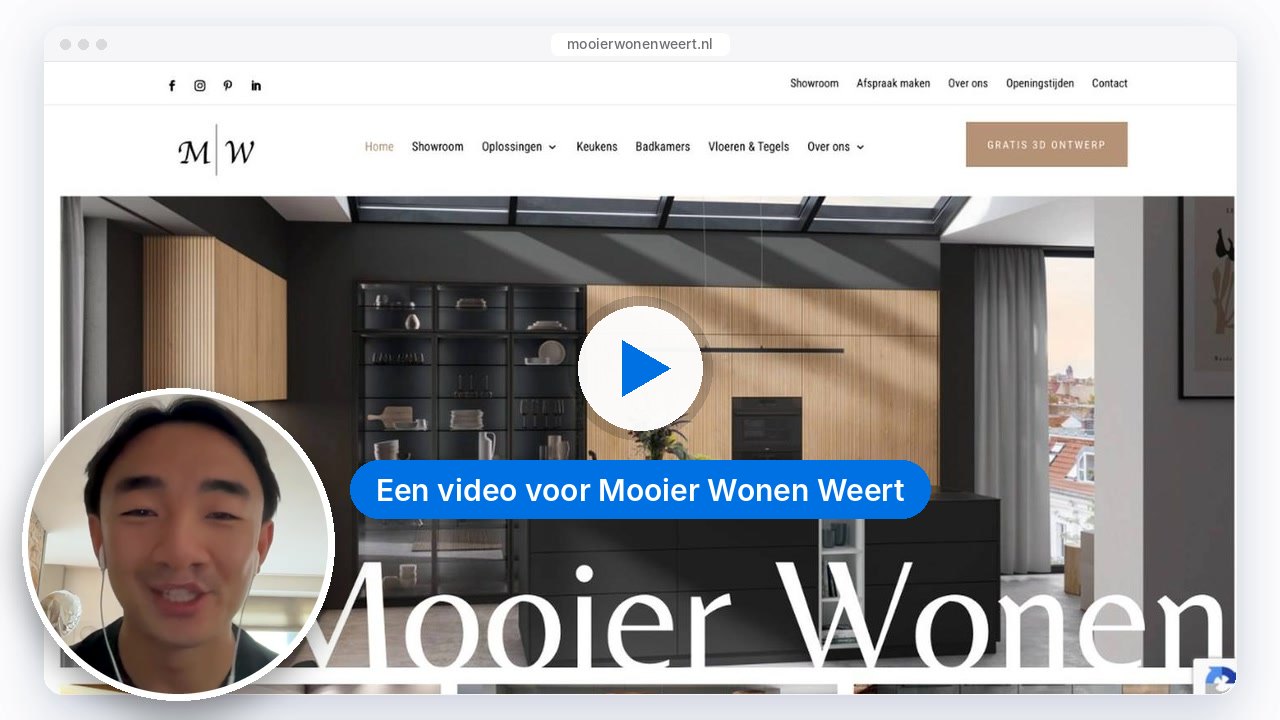 mooierwonenweert.nl
Showroom Afspraak maken Over ons Openingstijden Contact
M W
Home Showroom Oplossingen Keukens Badkamers Vloeren & Tegels Over ons
GRATIS 3D ONTWERP
Een video voor Mooier Wonen Weert
Mooier Wonen